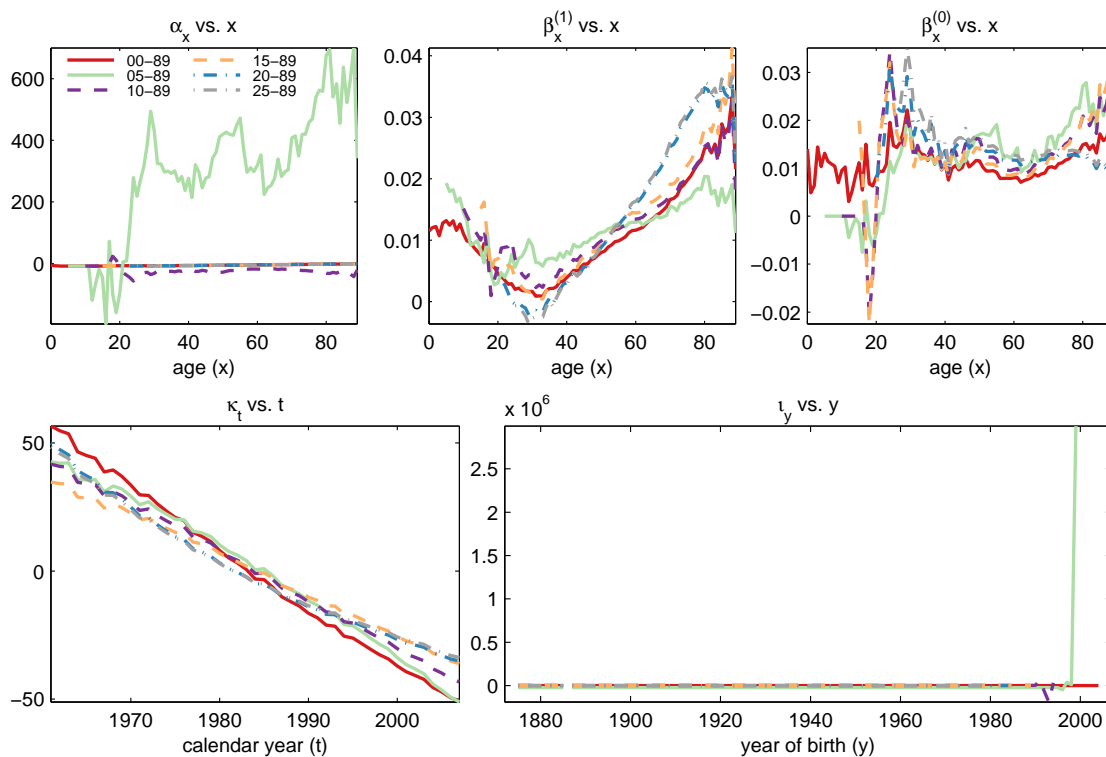 α_x vs. x
β_x^(1) vs. x
β_x^(0) vs. x
600
400
200
0
00−89
05−89
10−89
15−89
20−89
25−89
0 20 40 60 80
age (x)
0.04
0.03
0.02
0.01
0
0 20 40 60 80
age (x)
0.03
0.02
0.01
0
−0.01
−0.02
0 20 40 60 80
age (x)
κ_t vs. t
50
0
−50
1970 1980 1990 2000
calendar year (t)
x 10^6
ι_y vs. y
2.5
2
1.5
1
0.5
0
1880 1900 1920 1940 1960 1980 2000
year of birth (y)